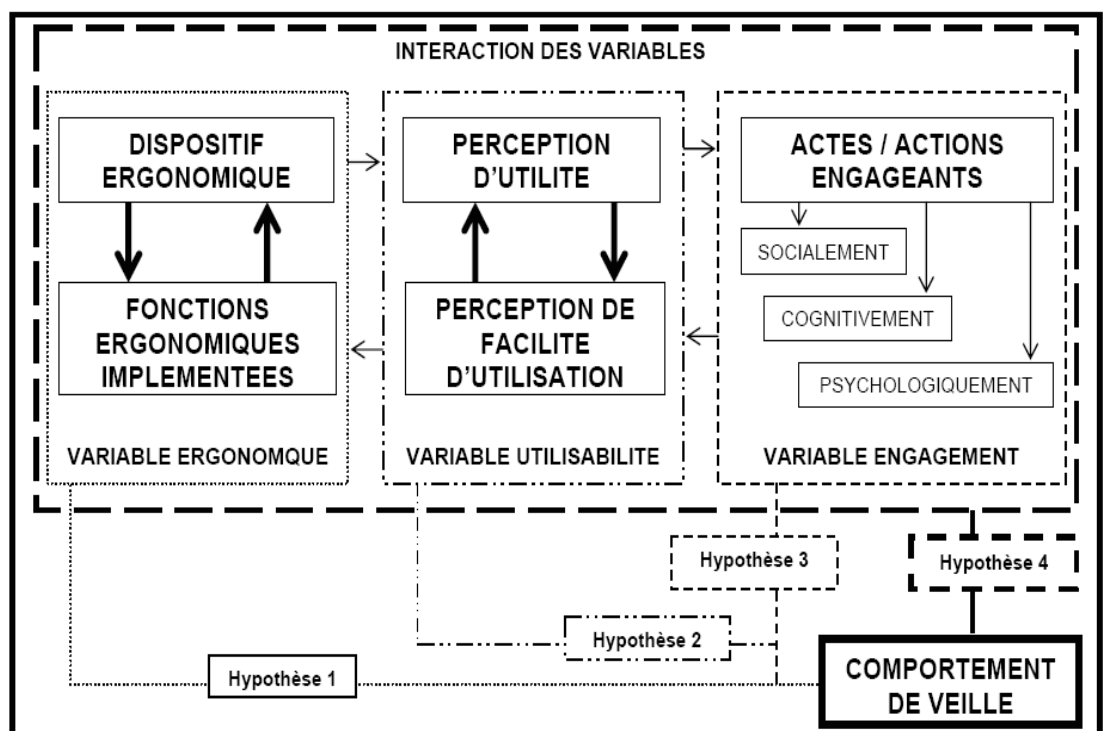 INTERACTION DES VARIABLES
DISPOSITIF
ERGONOMIQUE
FONCTIONS
ERGONOMIQUES
IMPLEMENTEES
VARIABLE ERGONOMQUE
PERCEPTION
D'UTILITE
PERCEPTION DE
FACILITE
D'UTILISATION
VARIABLE UTILISABILITE
ACTES / ACTIONS
ENGAGEANTS
SOCIALEMENT
COGNITIVEMENT
PSYCHOLOGIQUEMENT
VARIABLE ENGAGEMENT
Hypothèse 3
Hypothèse 4
Hypothèse 2
Hypothèse 1
COMPORTEMENT
DE VEILLE